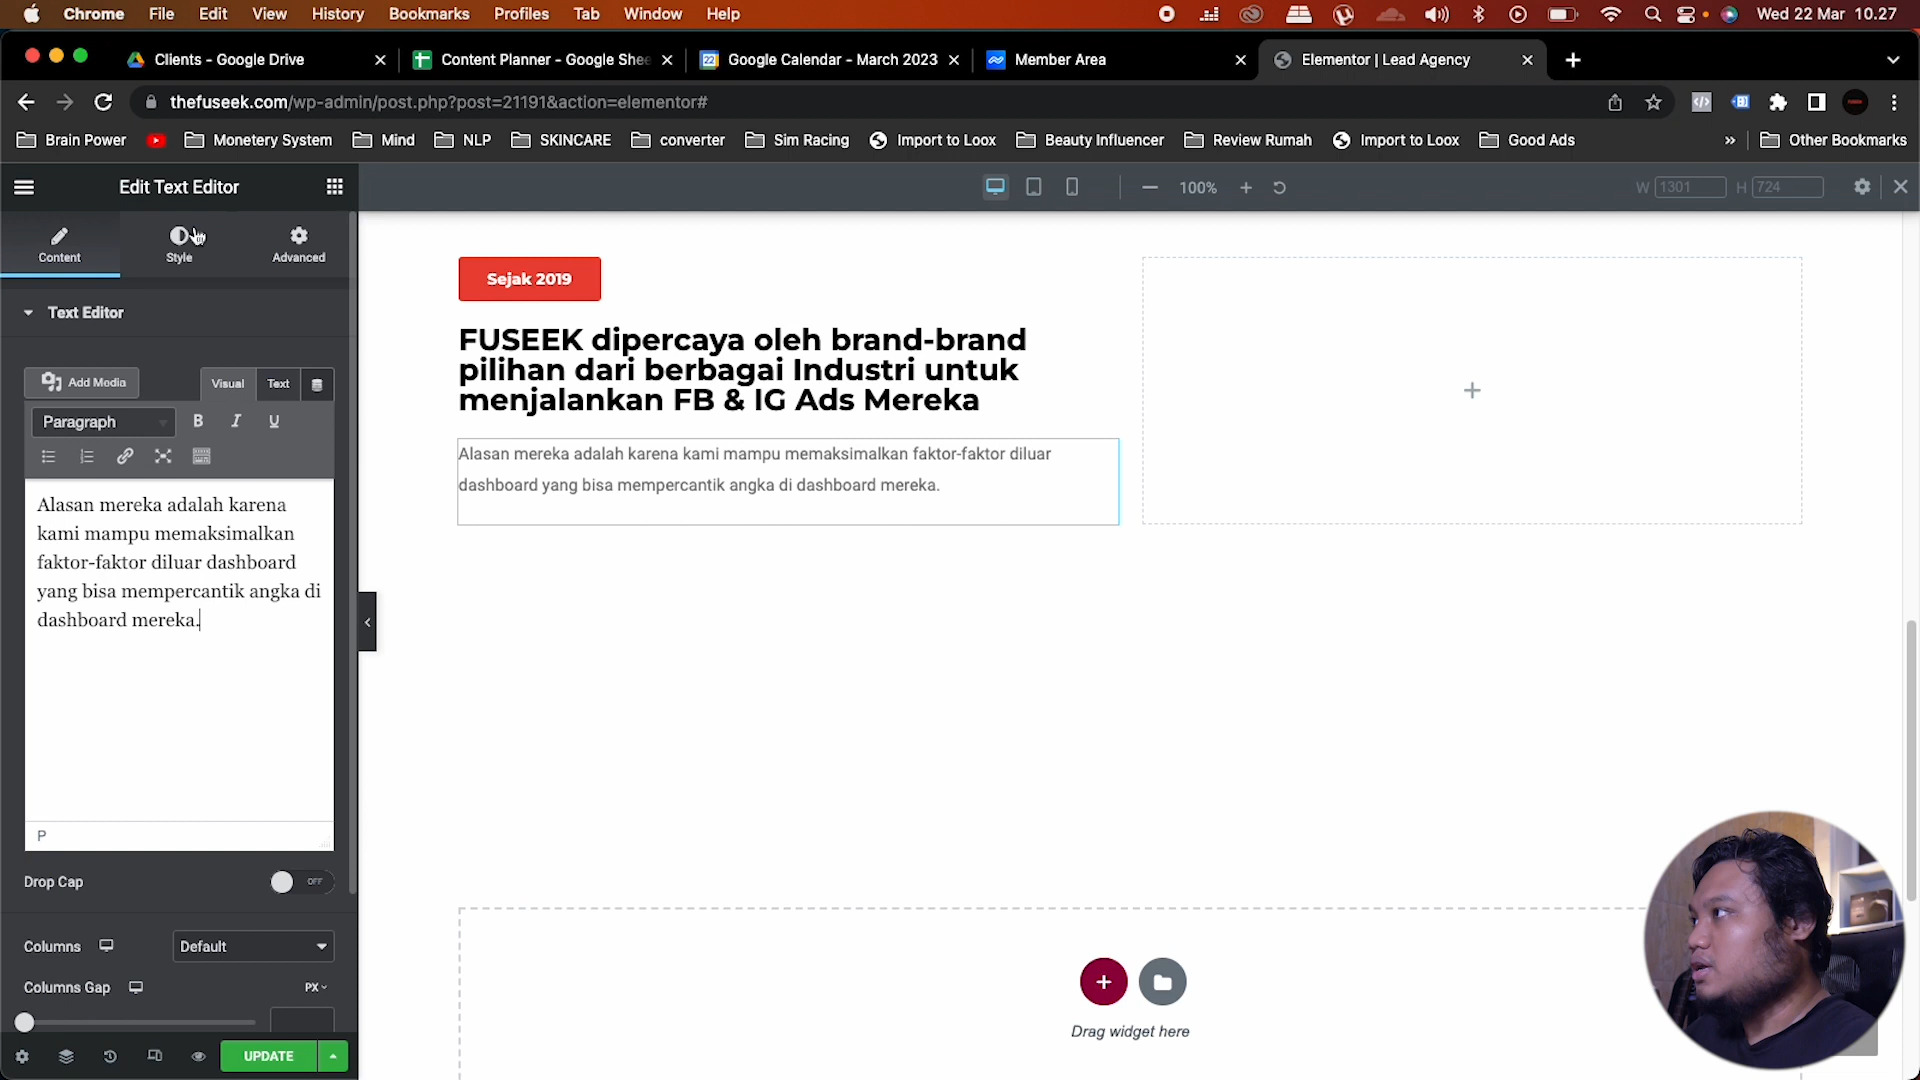 Chrome File Edit View History Bookmarks Profiles Tab Window Help Wed 22 Mar 10.27
Clients - Google Drive Content Planner - Google She 22 Google Calendar - March 2023 Member Area Elementor | Lead Agency
thefuseek.com/wp-admin/post.php?post=21191&action=elementor#
Brain Power Monetery System Mind NLP SKINCARE converter Sim Racing Import to Loox Beauty Influencer Review Rumah Import to Loox Good Ads » Other Bookmarks
Edit Text Editor
100%
W 1301 H 724
Content Style Advanced
Text Editor
Add Media Visual Text
Paragraph B I U
Alasan mereka adalah karena
kami mampu memaksimalkan
faktor-faktor diluar dashboard
yang bisa mempercantik angka di
dashboard mereka.
P
Drop Cap OFF
Columns Default
Columns Gap PX
UPDATE
Sejak 2019
FUSEEK dipercaya oleh brand-brand
pilihan dari berbagai Industri untuk
menjalankan FB & IG Ads Mereka
Alasan mereka adalah karena kami mampu memaksimalkan faktor-faktor diluar
dashboard yang bisa mempercantik angka di dashboard mereka.
Drag widget here